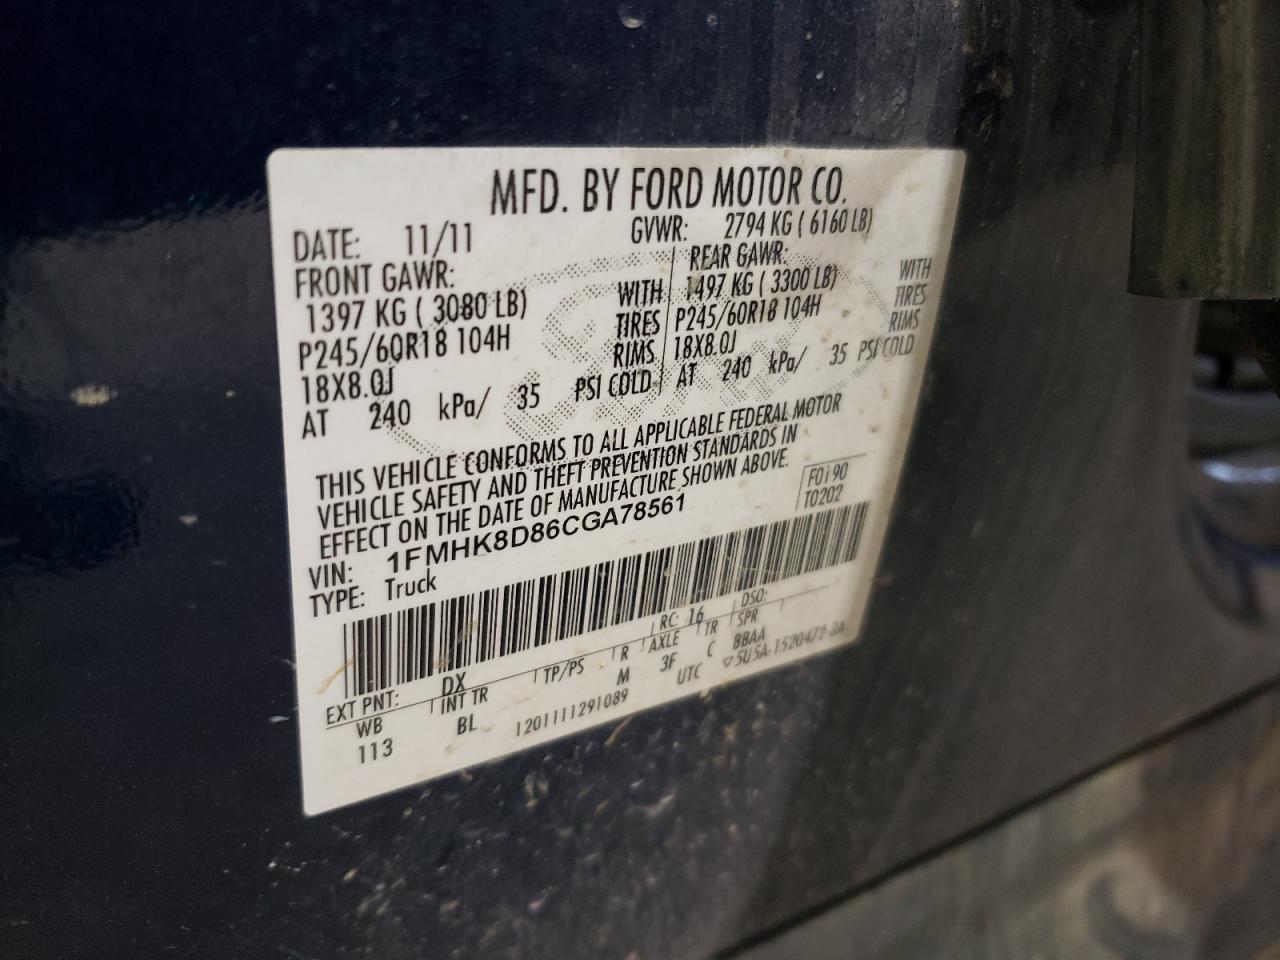 MFD. BY FORD MOTOR CO.
DATE: 11/11 GVWR: 2794 KG ( 6160 LB)
FRONT GAWR: REAR GAWR:
1397 KG ( 3080 LB) WITH 1497 KG ( 3300 LB) WITH
P245/60R18 104H TIRES P245/60R18 104H TIRES
18X8.0J RIMS 18X8.0J RIMS
AT 240 kPa/ 35 PSI COLD AT 240 kPa/ 35 PSI COLD
THIS VEHICLE CONFORMS TO ALL APPLICABLE FEDERAL MOTOR
VEHICLE SAFETY AND THEFT PREVENTION STANDARDS IN
EFFECT ON THE DATE OF MANUFACTURE SHOWN ABOVE.
F0190
T0202
VIN: 1FMHK8D86CGA78561
TYPE: Truck
RC: 16 DSO:
EXT PNT: DX
WB INT TR TP/PS R AXLE TR SPR
113 BL M 3F C BBAA
1201111291089 UTC ▽5U5A-1520472-BA